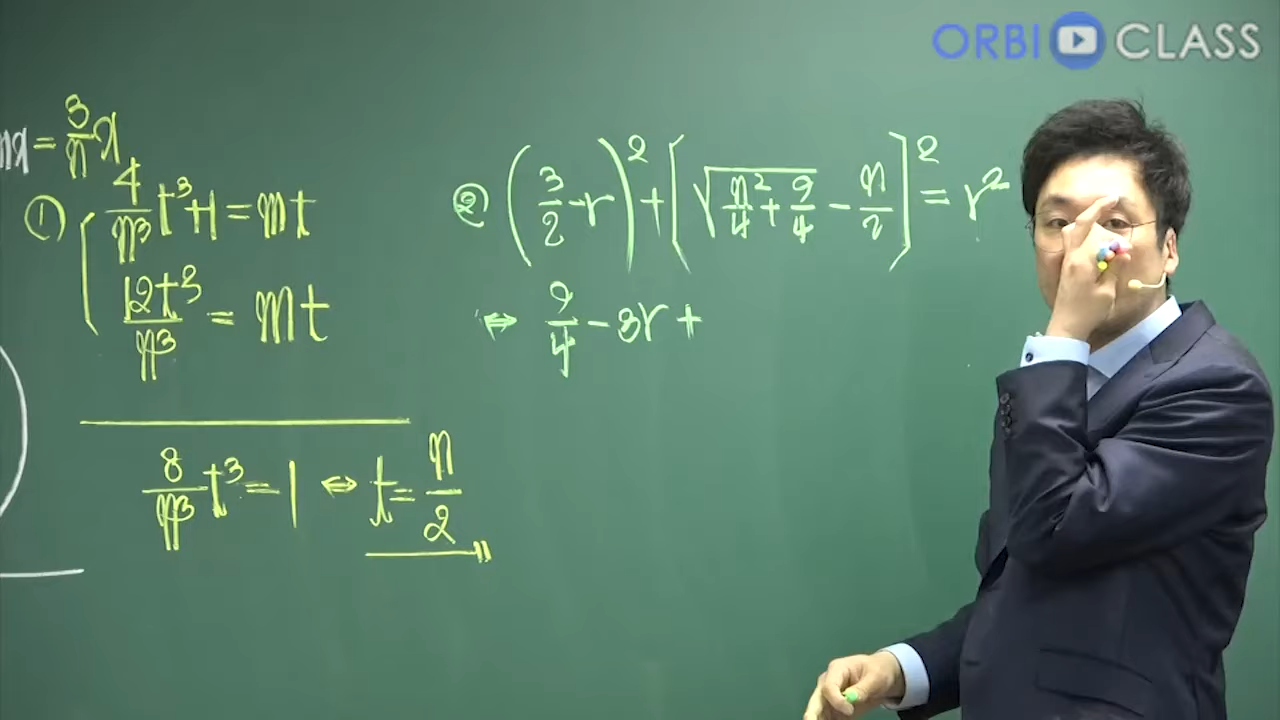 ORBI CLASS
mx = 3/n x
① 4/n³ t³+1 = mt
12t³/n³ = mt
8/n³ t³ = 1 ⇔ t = n/2
② (3/2 - r)² + [√(n²/4 + 9/4) - n/2]² = r²
⇔ 9/4 - 3r +